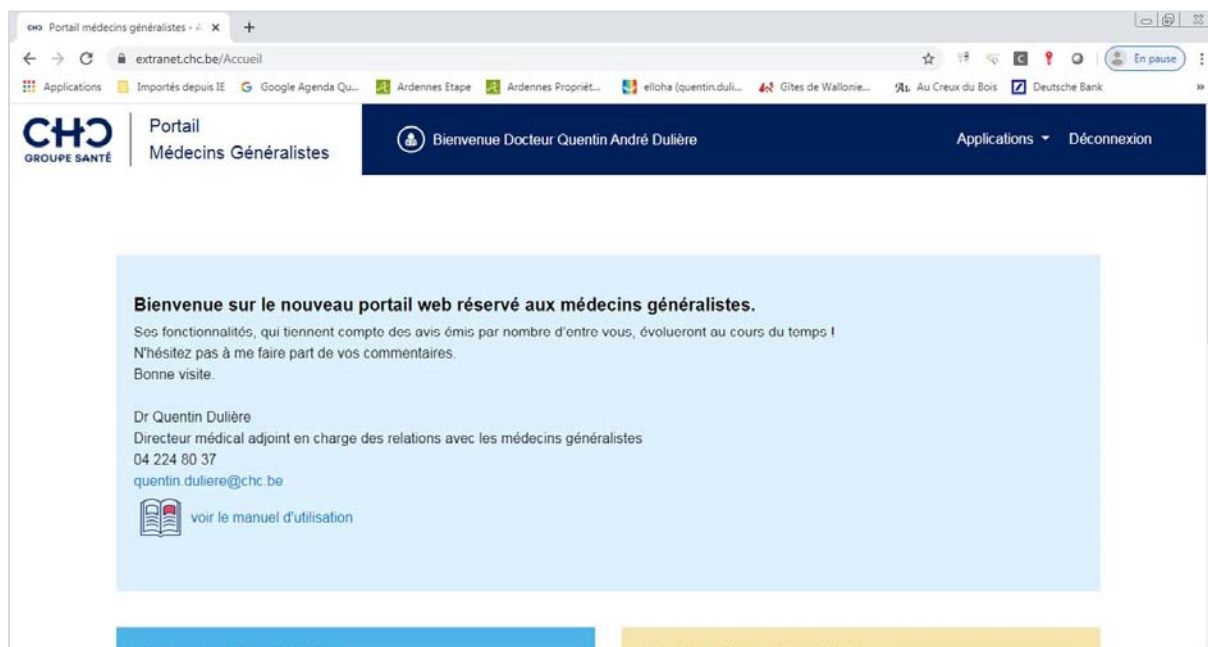 CHC Portail médecins généralistes - A
extranet.chc.be/Accueil
En pause
Applications
Importés depuis IE
Google Agenda Qu...
Ardennes Etape
Ardennes Propriét...
elloha (quentin.duli...
Gîtes de Wallonie...
AL Au Creux du Bois
Deutsche Bank
CHC
GROUPE SANTÉ
Portail
Médecins Généralistes
Bienvenue Docteur Quentin André Dulière
Applications
Déconnexion
Bienvenue sur le nouveau portail web réservé aux médecins généralistes.
Ses fonctionnalités, qui tiennent compte des avis émis par nombre d'entre vous, évolueront au cours du temps !
N'hésitez pas à me faire part de vos commentaires.
Bonne visite.
Dr Quentin Dulière
Directeur médical adjoint en charge des relations avec les médecins généralistes
04 224 80 37
quentin.duliere@chc.be
voir le manuel d'utilisation